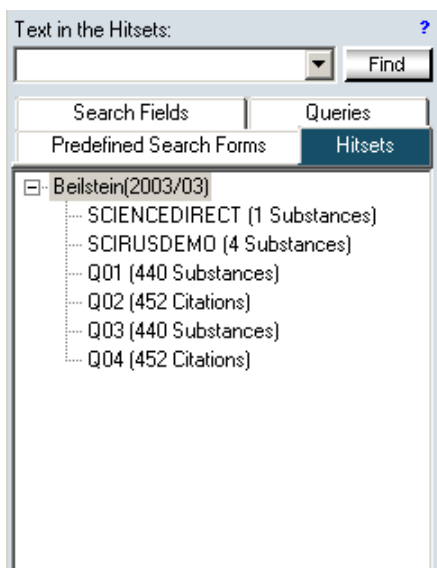 Text in the Hitsets: ?
Find
Search Fields Queries
Predefined Search Forms Hitsets
Beilstein(2003/03)
SCIENCEDIRECT (1 Substances)
SCIRUSDEMO (4 Substances)
Q01 (440 Substances)
Q02 (452 Citations)
Q03 (440 Substances)
Q04 (452 Citations)